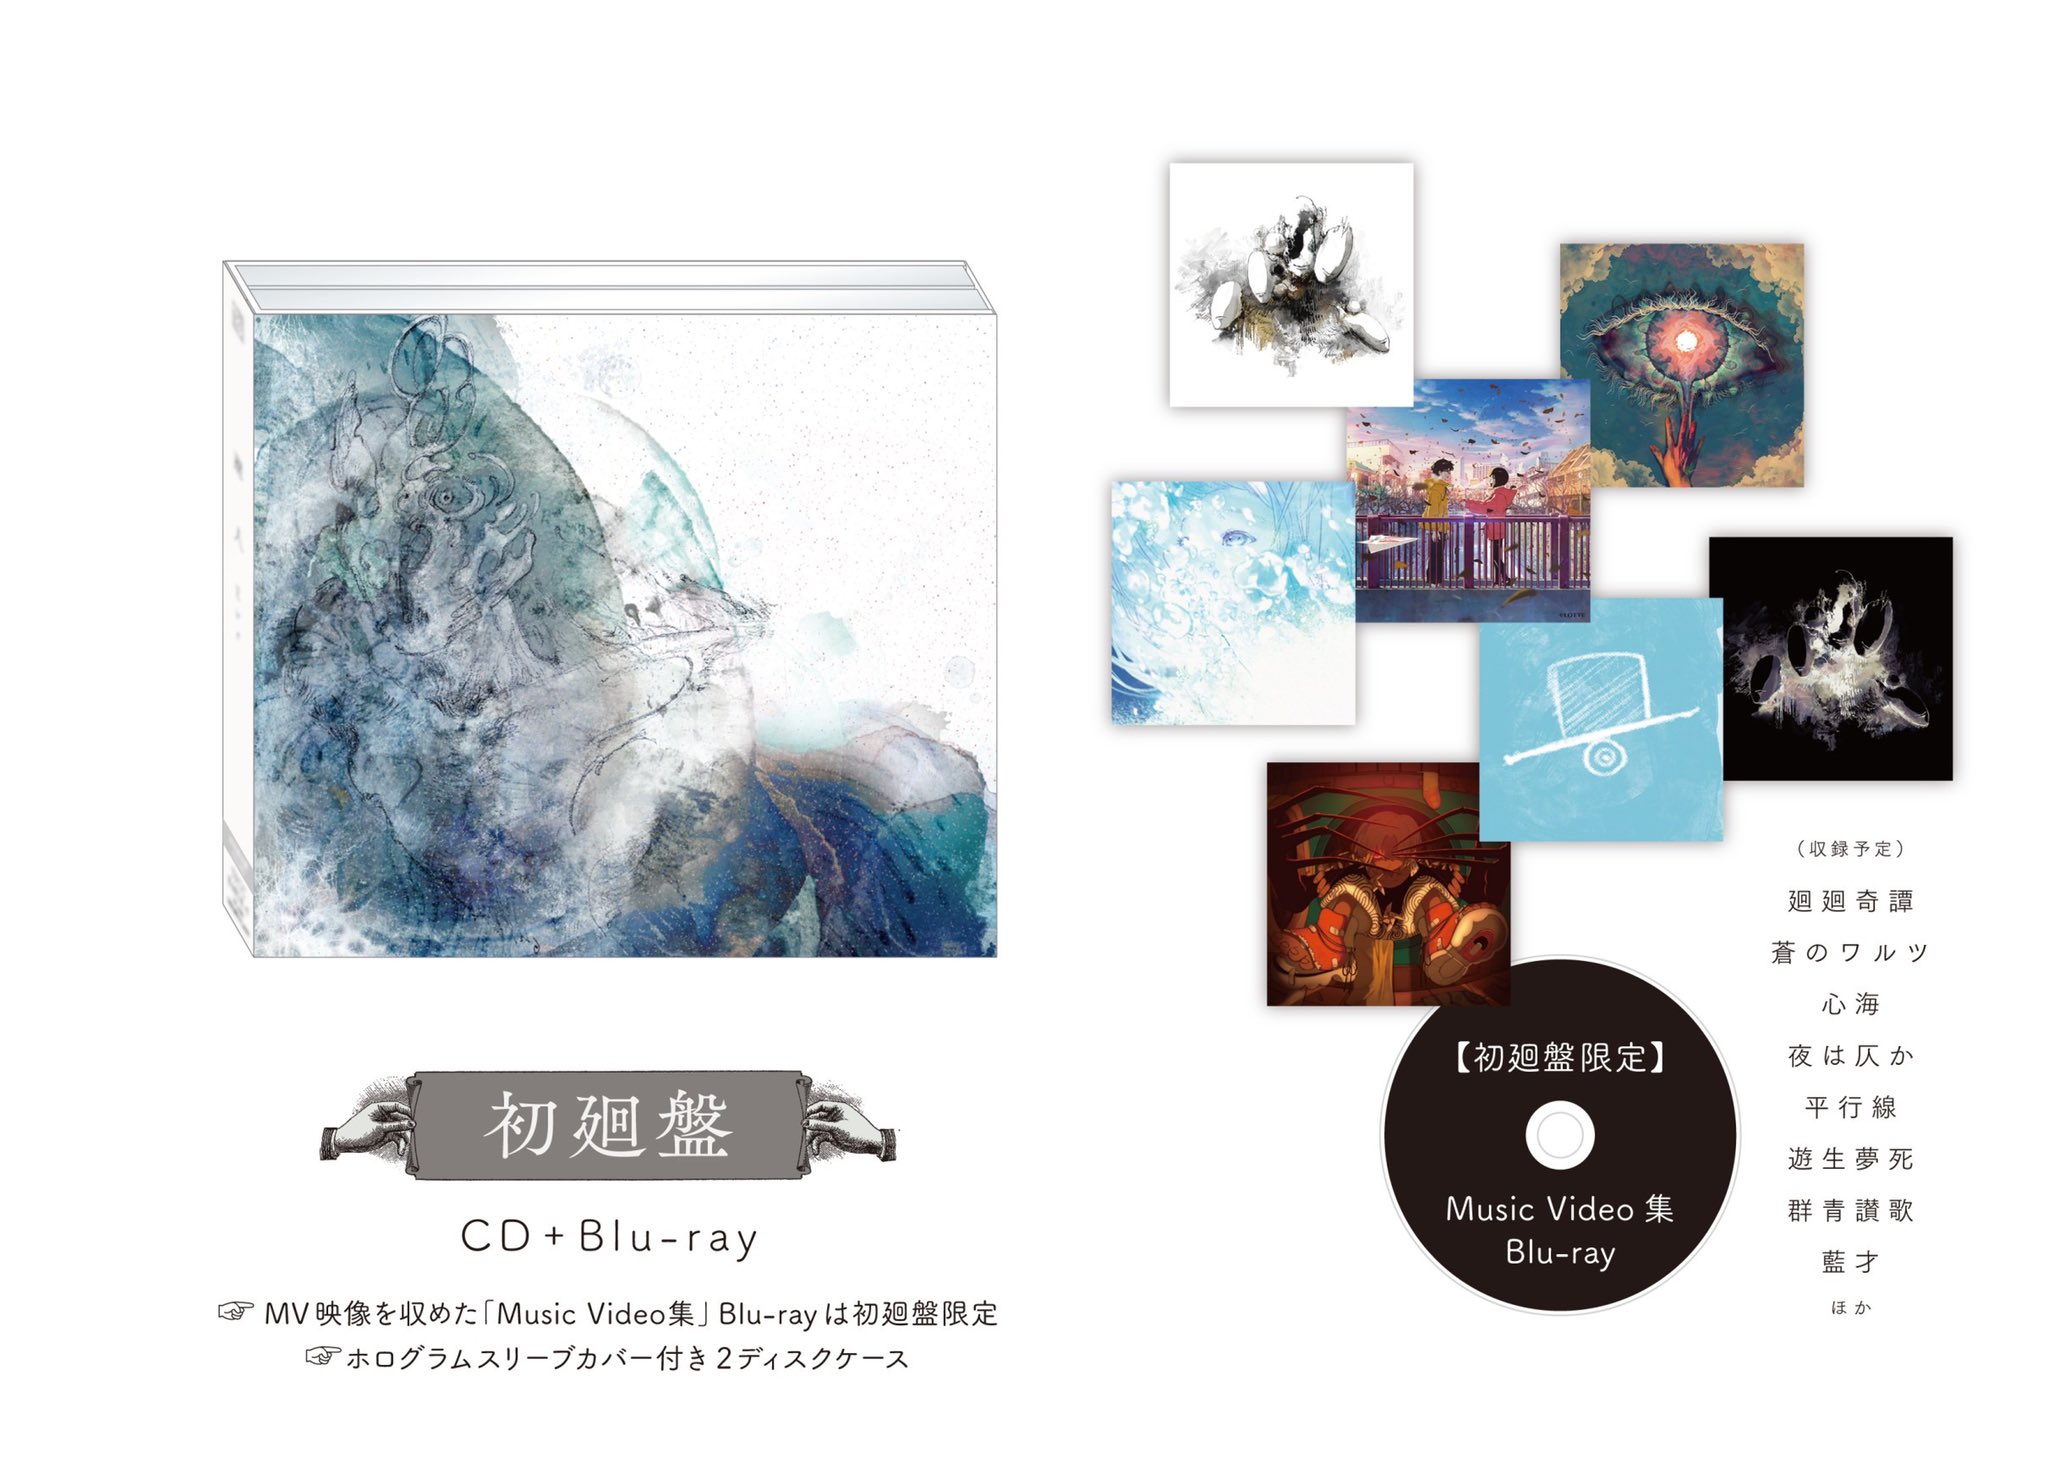 初廻盤
CD+Blu-ray
☞ MV映像を収めた「Music Video集」Blu-rayは初廻盤限定
☞ホログラムスリーブカバー付き2ディスクケース
©LOTTE
【初廻盤限定】
Music Video 集
Blu-ray
（収録予定）
廻廻奇譚
蒼のワルツ
心海
夜は仄か
平行線
遊生夢死
群青讃歌
藍才
ほか